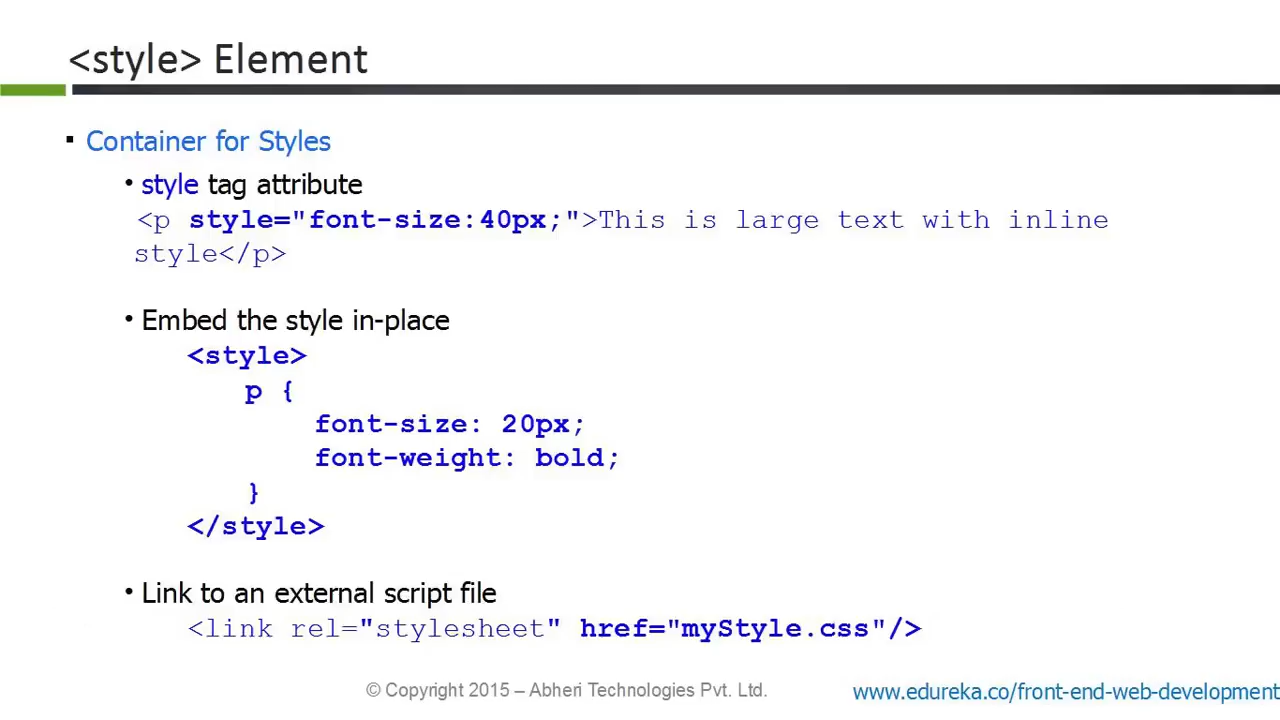 <style> Element
▪ Container for Styles
• style tag attribute
<p style="font-size:40px;">This is large text with inline
style</p>
• Embed the style in-place
<style>
p {
font-size: 20px;
font-weight: bold;
}
</style>
• Link to an external script file
<link rel="stylesheet" href="myStyle.css"/>
© Copyright 2015 – Abheri Technologies Pvt. Ltd.
www.edureka.co/front-end-web-development